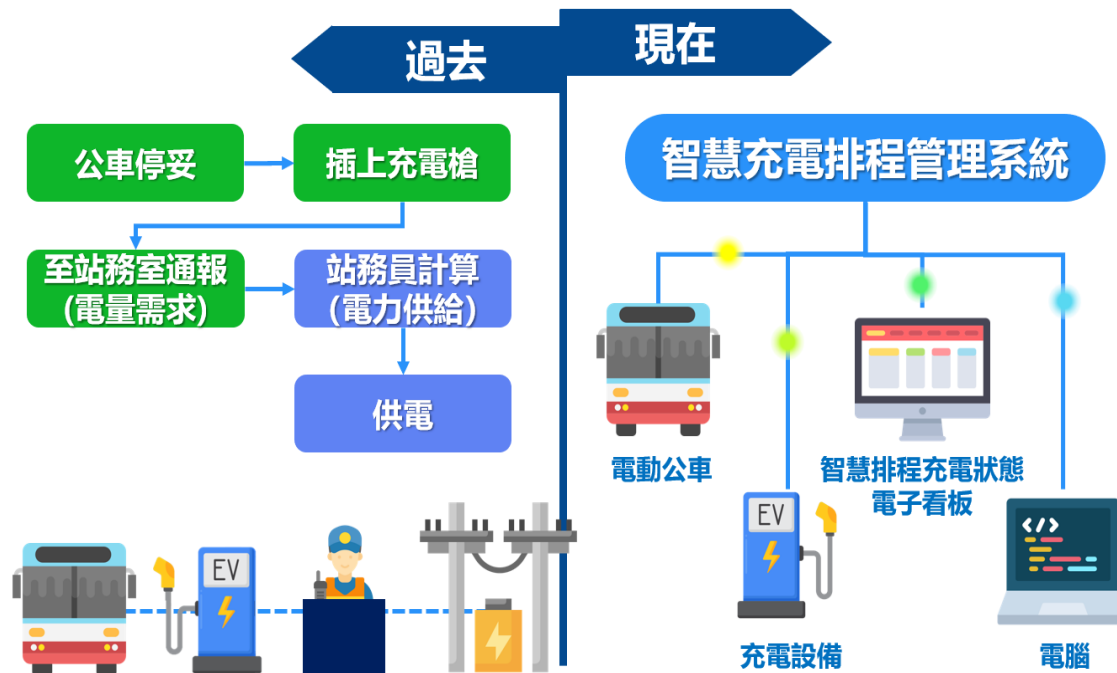 過去
現在
公車停妥
插上充電槍
至站務室通報
(電量需求)
站務員計算
(電力供給)
供電
EV
智慧充電排程管理系統
電動公車
智慧排程充電狀態
電子看板
EV
充電設備
</>
電腦